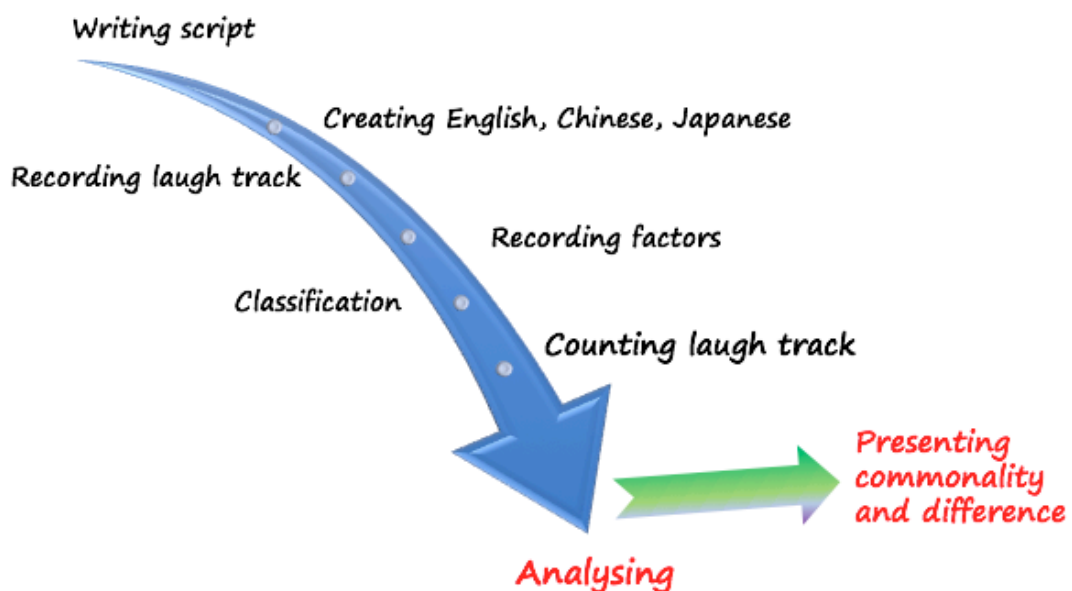 Writing script
Creating English, Chinese, Japanese
Recording laugh track
Recording factors
Classification
Counting laugh track
Presenting
commonality
and difference
Analysing